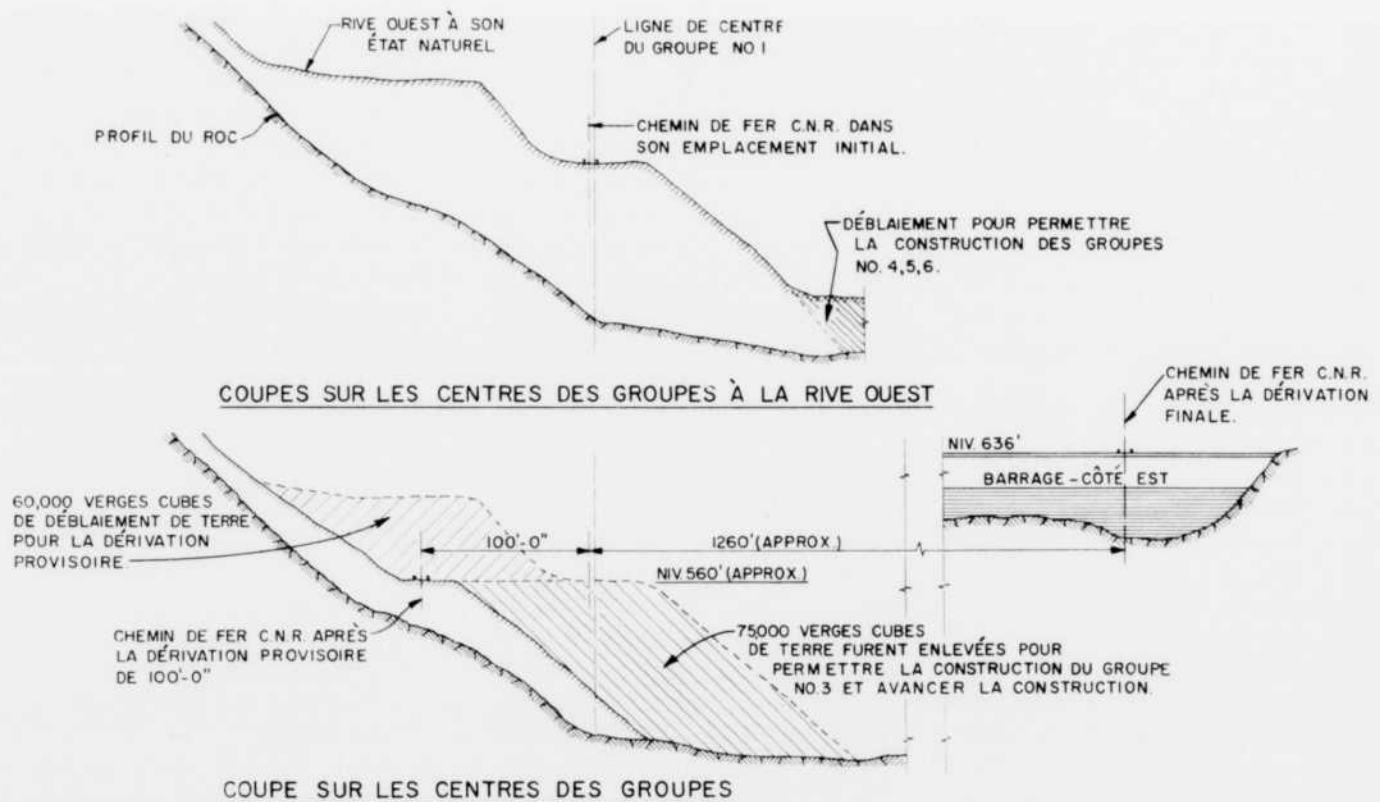 RIVE OUEST À SON
ÉTAT NATUREL
LIGNE DE CENTRE
DU GROUPE NO 1
PROFIL DU ROC
CHEMIN DE FER C.N.R. DANS
SON EMPLACEMENT INITIAL.
DÉBLAIEMENT POUR PERMETTRE
LA CONSTRUCTION DES GROUPES
NO. 4,5,6.
COUPES SUR LES CENTRES DES GROUPES À LA RIVE OUEST
CHEMIN DE FER C.N.R.
APRÈS LA DÉRIVATION
FINALE.
NIV. 636'
BARRAGE-CÔTÉ EST
60,000 VERGES CUBES
DE DÉBLAIEMENT DE TERRE
POUR LA DÉRIVATION
PROVISOIRE
100'-0"
1260' (APPROX.)
NIV. 560' (APPROX.)
CHEMIN DE FER C.N.R. APRÈS
LA DÉRIVATION PROVISOIRE
DE 100'-0"
75,000 VERGES CUBES
DE TERRE FURENT ENLEVÉES POUR
PERMETTRE LA CONSTRUCTION DU GROUPE
NO.3 ET AVANCER LA CONSTRUCTION.
COUPE SUR LES CENTRES DES GROUPES